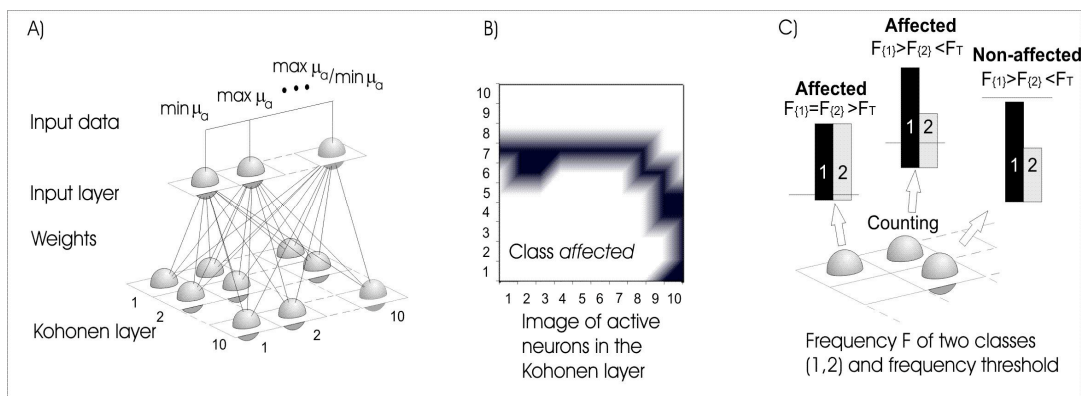 A)
max μa/min μa
max μa
min μa
Input data
Input layer
Weights
Kohonen layer
1
2
10
1
2
10
B)
10
10
9
8
7
6
5
4
3
2
1
Class affected
1 2 3 4 5 6 7 8 9 10
Image of active
neurons in the
Kohonen layer
C)
Affected
F{1}>F{2}<FT
Non-affected
F{1}>F{2}<FT
Affected
F{1}=F{2}>FT
1 2
1 2
1 2
Counting
Frequency F of two classes
(1,2) and frequency threshold